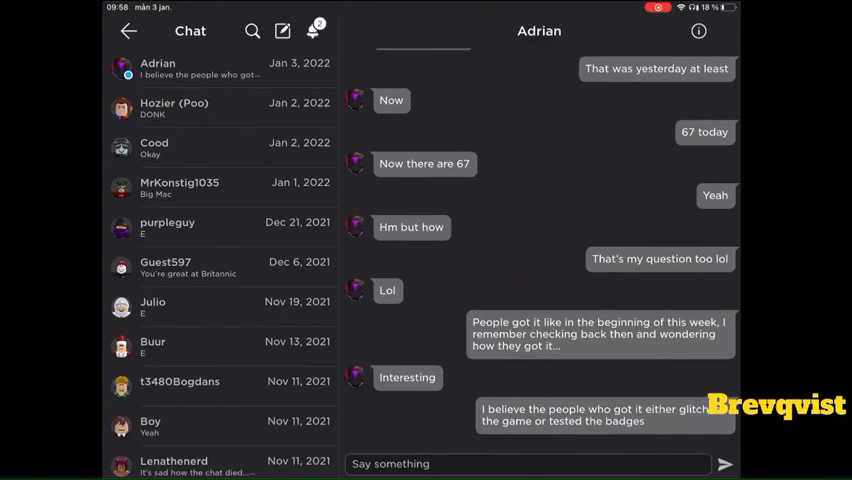 09:58 mån 3 jan.
18 %
Chat
2
Adrian
Jan 3, 2022
I believe the people who got...
Hozier (Poo)
Jan 2, 2022
DONK
Cood
Jan 2, 2022
Okay
MrKonstig1035
Jan 1, 2022
Big Mac
purpleguy
Dec 21, 2021
E
Guest597
Dec 6, 2021
You're great at Britannic
Julio
Nov 19, 2021
E
Buur
Nov 13, 2021
E
t3480Bogdans
Nov 11, 2021
Boy
Nov 11, 2021
Yeah
Lenathenerd
Nov 11, 2021
It's sad how the chat died....
Adrian
That was yesterday at least
Now
67 today
Now there are 67
Yeah
Hm but how
That's my question too lol
Lol
People got it like in the beginning of this week, I
remember checking back then and wondering
how they got it...
Interesting
I believe the people who got it either glitch
the game or tested the badges
Brevqvist
Say something